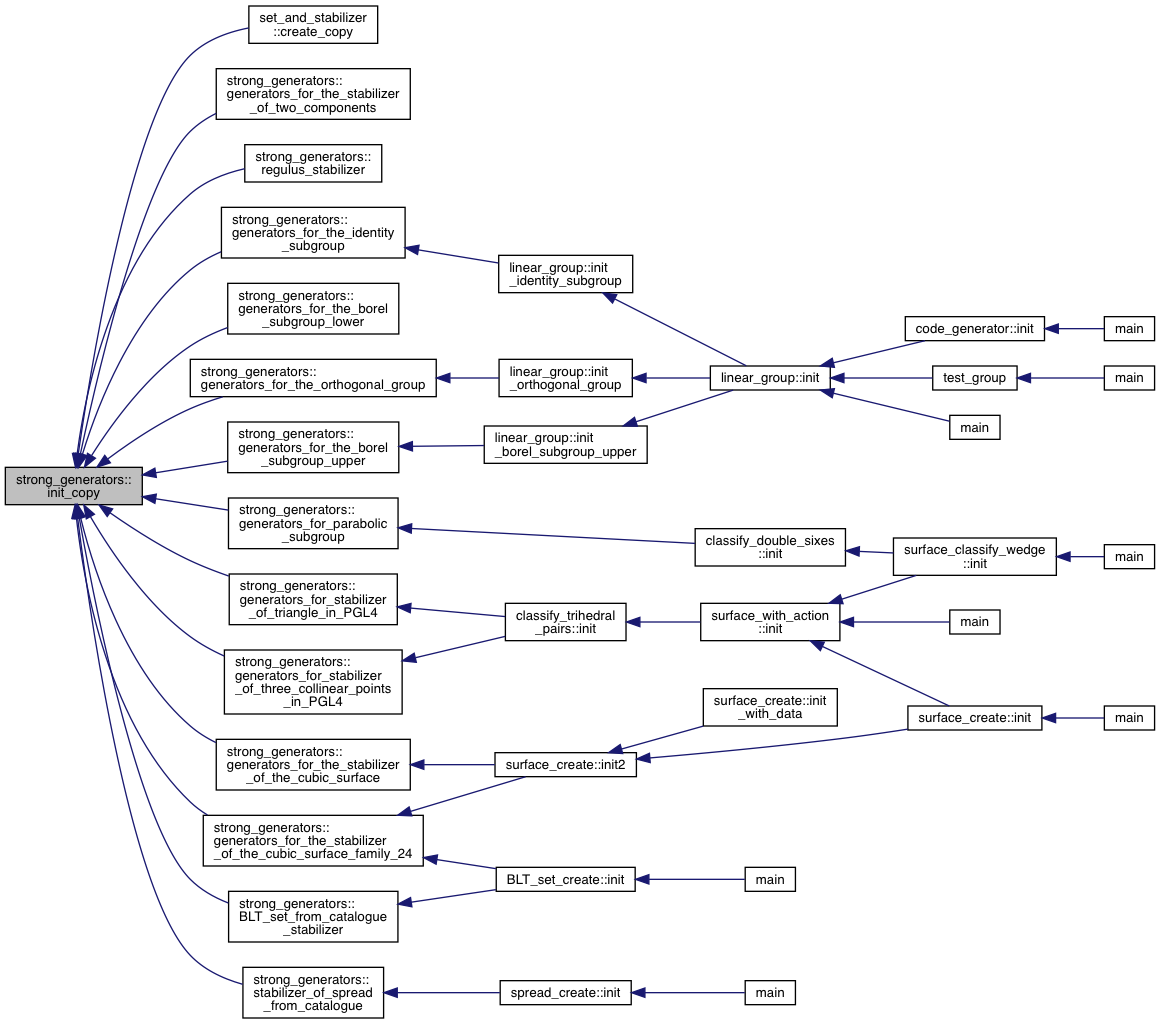 set_and_stabilizer
::create_copy
strong_generators::
generators_for_the_stabilizer
_of_two_components
strong_generators::
regulus_stabilizer
strong_generators::
generators_for_the_identity
_subgroup
linear_group::init
_identity_subgroup
strong_generators::
generators_for_the_borel
_subgroup_lower
code_generator::init
main
strong_generators::
generators_for_the_orthogonal_group
linear_group::init
_orthogonal_group
linear_group::init
test_group
main
main
strong_generators::
generators_for_the_borel
_subgroup_upper
linear_group::init
_borel_subgroup_upper
strong_generators::
init_copy
strong_generators::
generators_for_parabolic
_subgroup
classify_double_sixes
::init
surface_classify_wedge
::init
main
strong_generators::
generators_for_stabilizer
_of_triangle_in_PGL4
classify_trihedral
_pairs::init
surface_with_action
::init
main
strong_generators::
generators_for_stabilizer
_of_three_collinear_points
_in_PGL4
surface_create::init
_with_data
surface_create::init
main
strong_generators::
generators_for_the_stabilizer
_of_the_cubic_surface
surface_create::init2
strong_generators::
generators_for_the_stabilizer
_of_the_cubic_surface_family_24
BLT_set_create::init
main
strong_generators::
BLT_set_from_catalogue
_stabilizer
strong_generators::
stabilizer_of_spread
_from_catalogue
spread_create::init
main